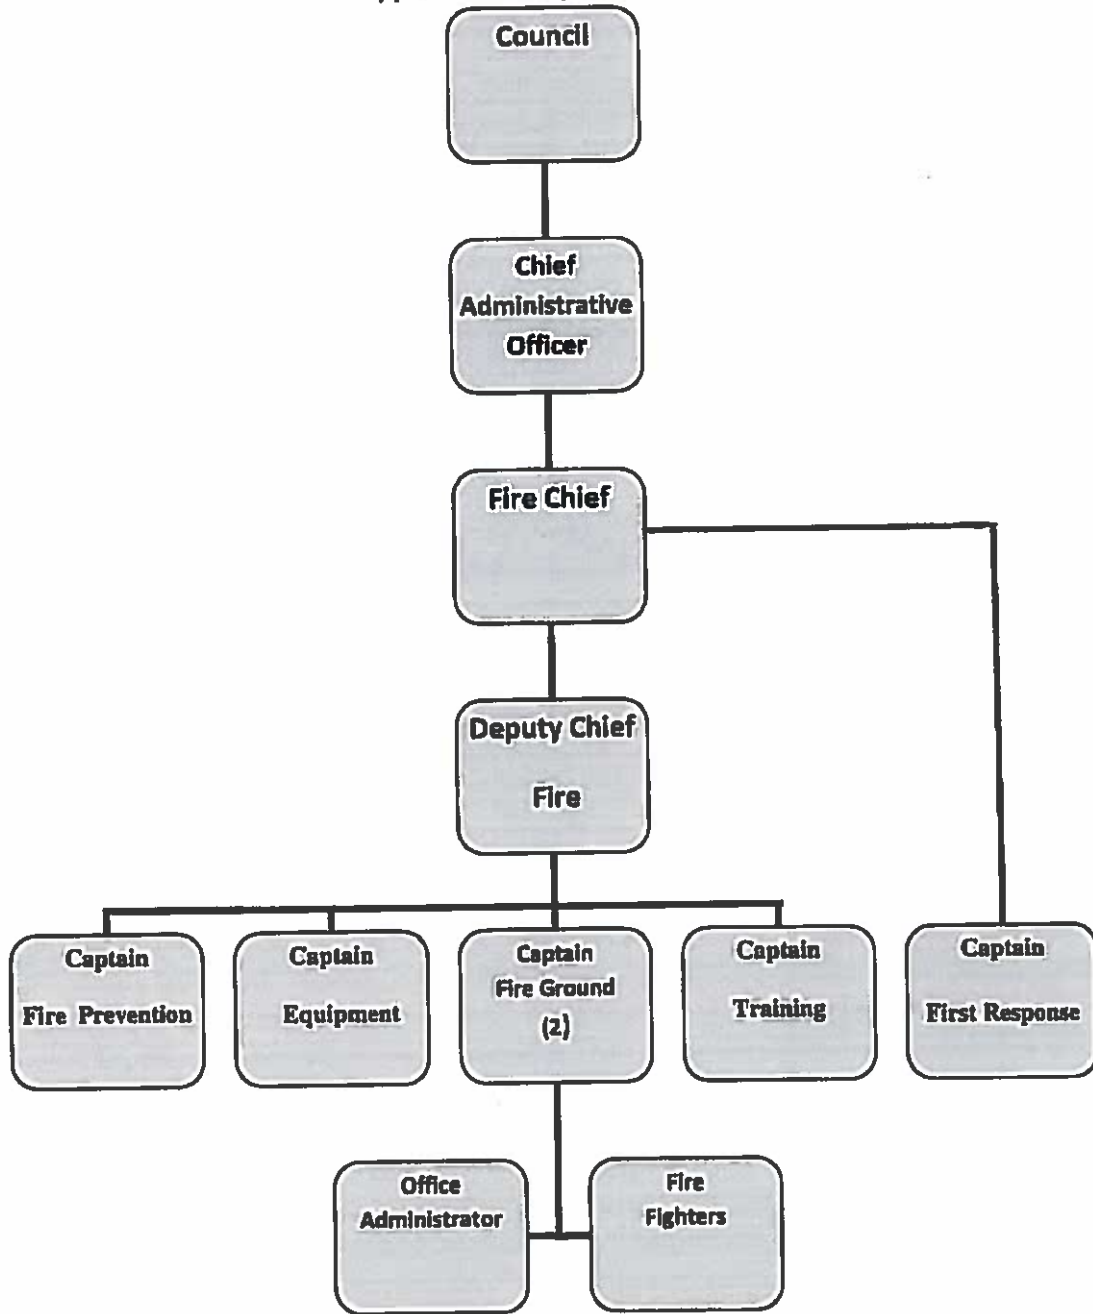 Council
Chief
Administrative
Officer
Fire Chief
Deputy Chief
Fire
Captain
Fire Prevention
Captain
Equipment
Captain
Fire Ground
(2)
Captain
Training
Captain
First Response
Office
Administrator
Fire
Fighters